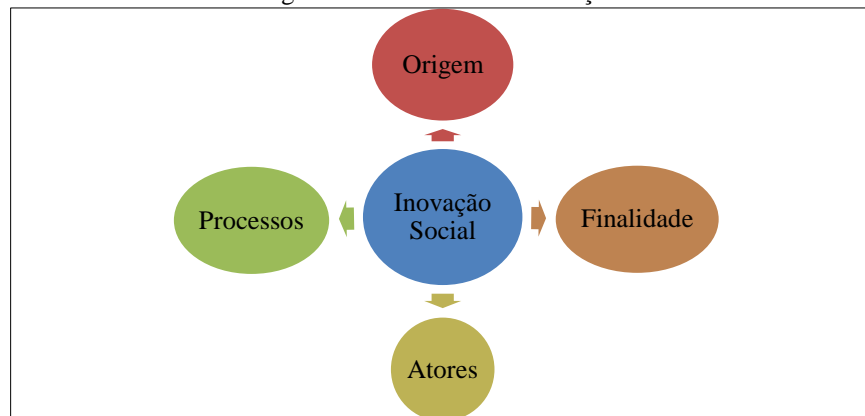 Origem
Processos
Inovação
Social
Finalidade
Atores